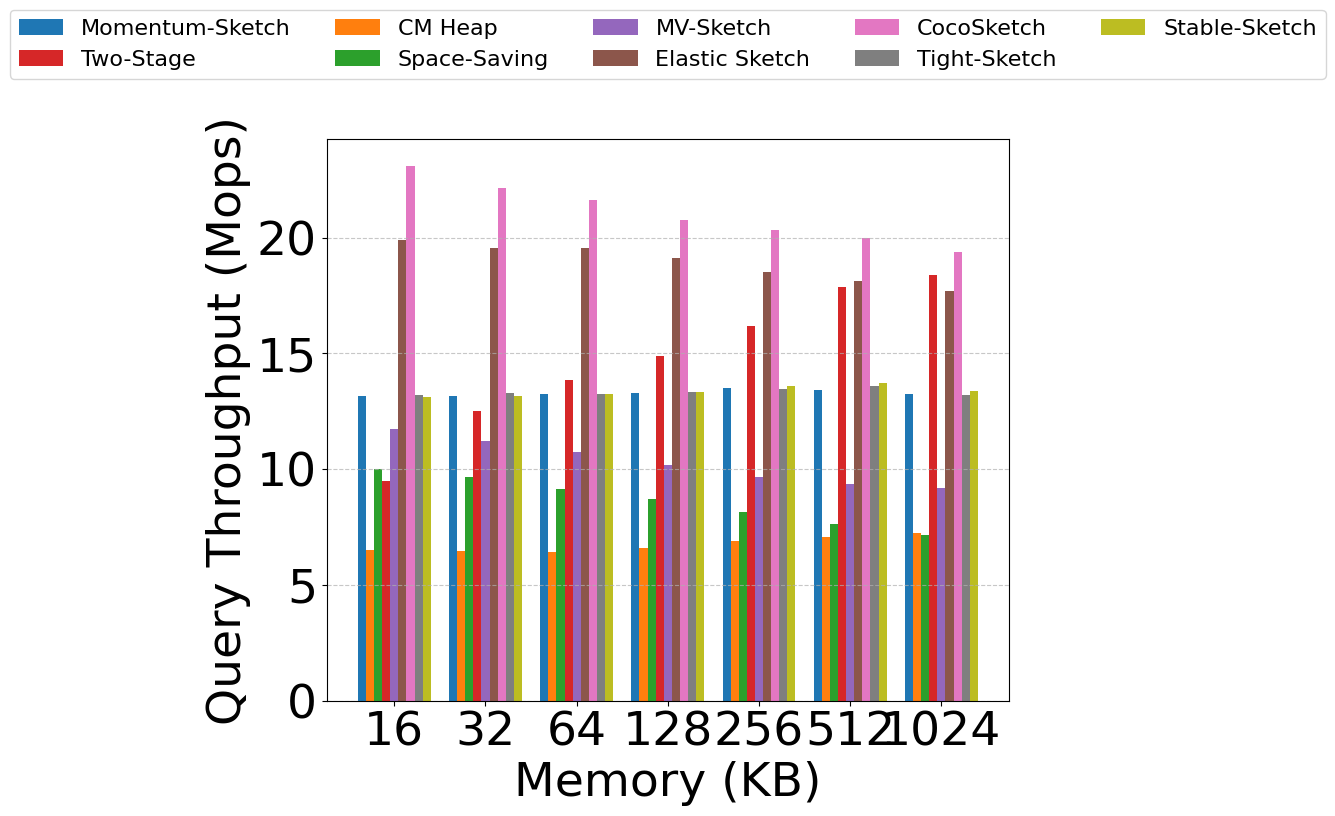 Momentum-Sketch CM Heap MV-Sketch CocoSketch Stable-Sketch
Two-Stage Space-Saving Elastic Sketch Tight-Sketch
Query Throughput (Mops)
20
15
10
5
0
16 32 64 128 256 512 1024
Memory (KB)